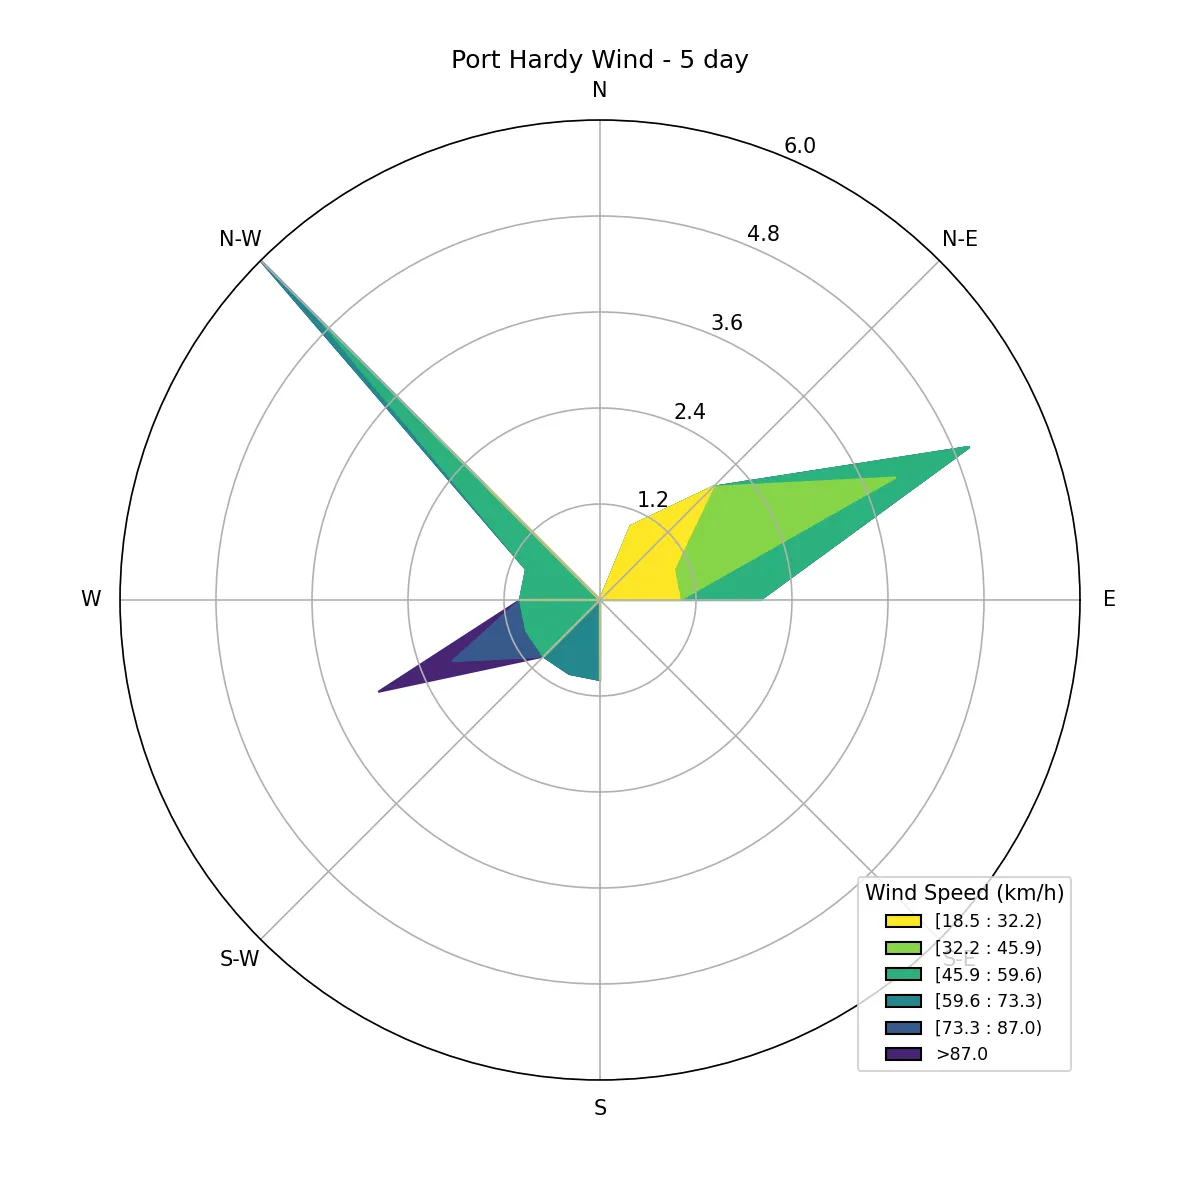 Port Hardy Wind - 5 day
N
6.0
4.8
N-W
N-E
3.6
2.4
1.2
W
E
Wind Speed (km/h)
[18.5 : 32.2)
[32.2 : 45.9)
S-W
S-E
[45.9 : 59.6)
[59.6 : 73.3)
[73.3 : 87.0)
>87.0
S